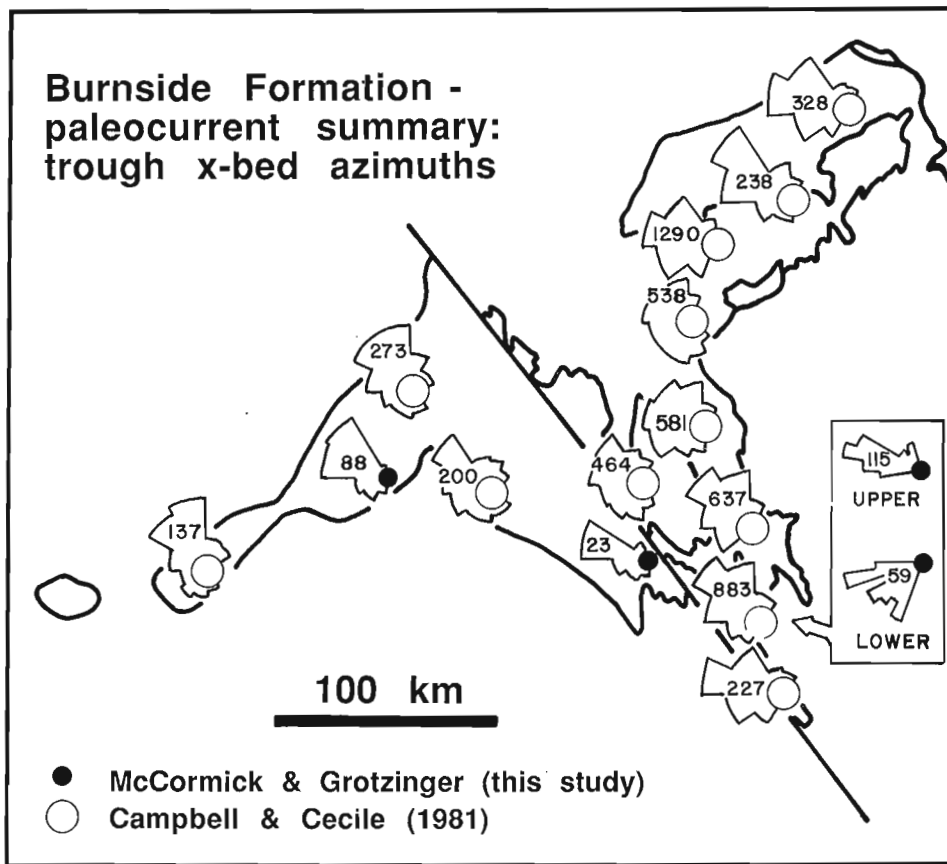 Burnside Formation -
paleocurrent summary:
trough x-bed azimuths
328
238
1290
538
273
581
88
200
464
115
UPPER
637
137
23
59
883
LOWER
227
100 km
McCormick & Grotzinger (this study)
Campbell & Cecile (1981)